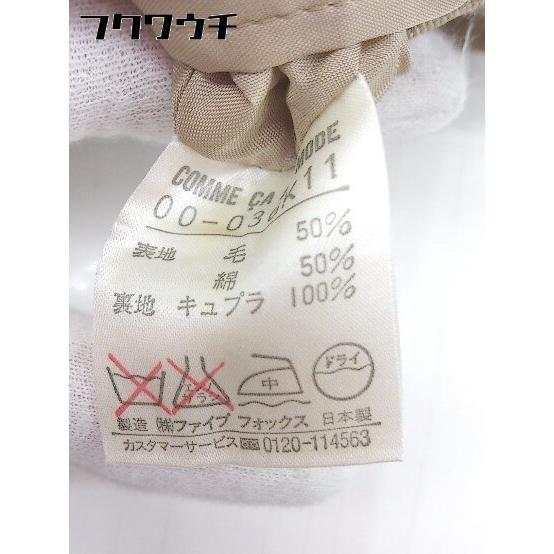 フクワウチ
COMME ÇA MODE
11
表地 毛 50%
綿 50%
裏地 キュプラ 100%
中 ドライ
製造 ㈱ファイブ フォックス 日本製
カスタマーサービス 0120-114563